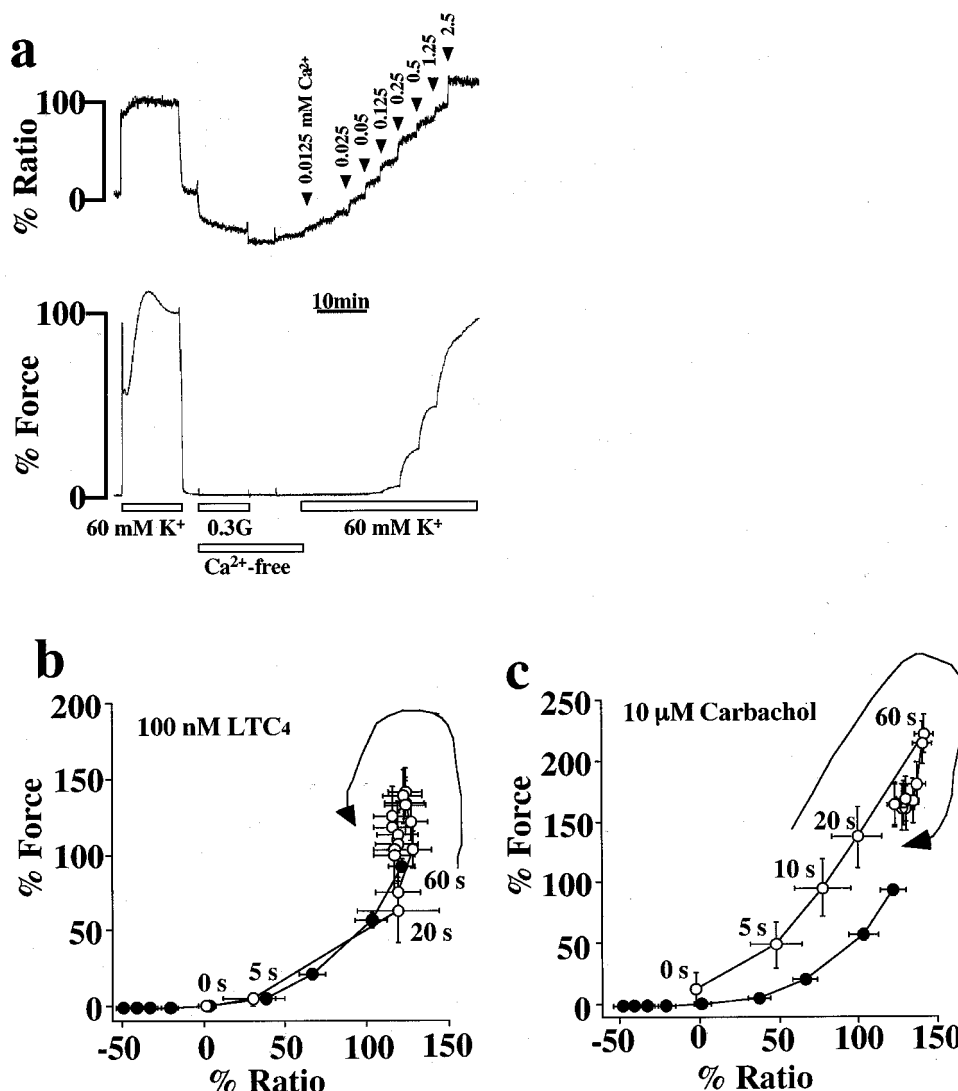 a
% Ratio
100
0
0.0125 mM Ca²⁺
0.025
0.05
0.125
0.25
0.5
1.25
2.5
% Force
100
0
10min
60 mM K⁺
0.3G
60 mM K⁺
Ca²⁺-free
b
100 nM LTC₄
% Force
200
150
100
50
0
0 s
5 s
60 s
20 s
-50
0
50
100
150
% Ratio
c
10 μM Carbachol
% Force
250
200
150
100
50
0
60 s
20 s
10 s
5 s
0 s
-50
0
50
100
150
% Ratio